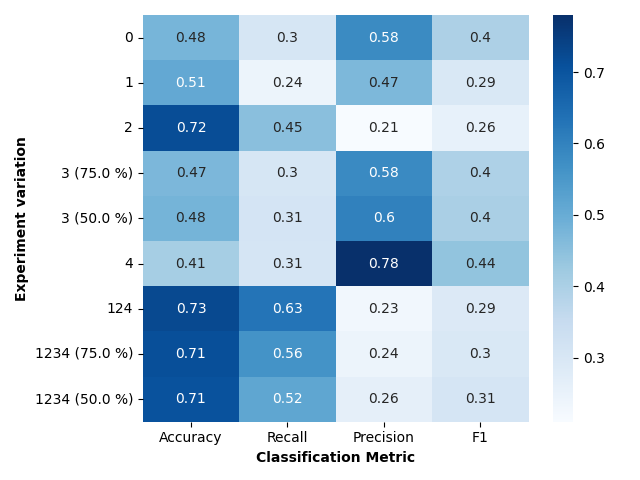 0 0.48 0.3 0.58 0.4
1 0.51 0.24 0.47 0.29 0.7
2 0.72 0.45 0.21 0.26
0.6
3 (75.0 %) 0.47 0.3 0.58 0.4
3 (50.0 %) 0.48 0.31 0.6 0.4 0.5
Experiment variation
4 0.41 0.31 0.78 0.44
0.4
124 0.73 0.63 0.23 0.29
1234 (75.0 %) 0.71 0.56 0.24 0.3 0.3
1234 (50.0 %) 0.71 0.52 0.26 0.31
Accuracy Recall Precision F1
Classification Metric